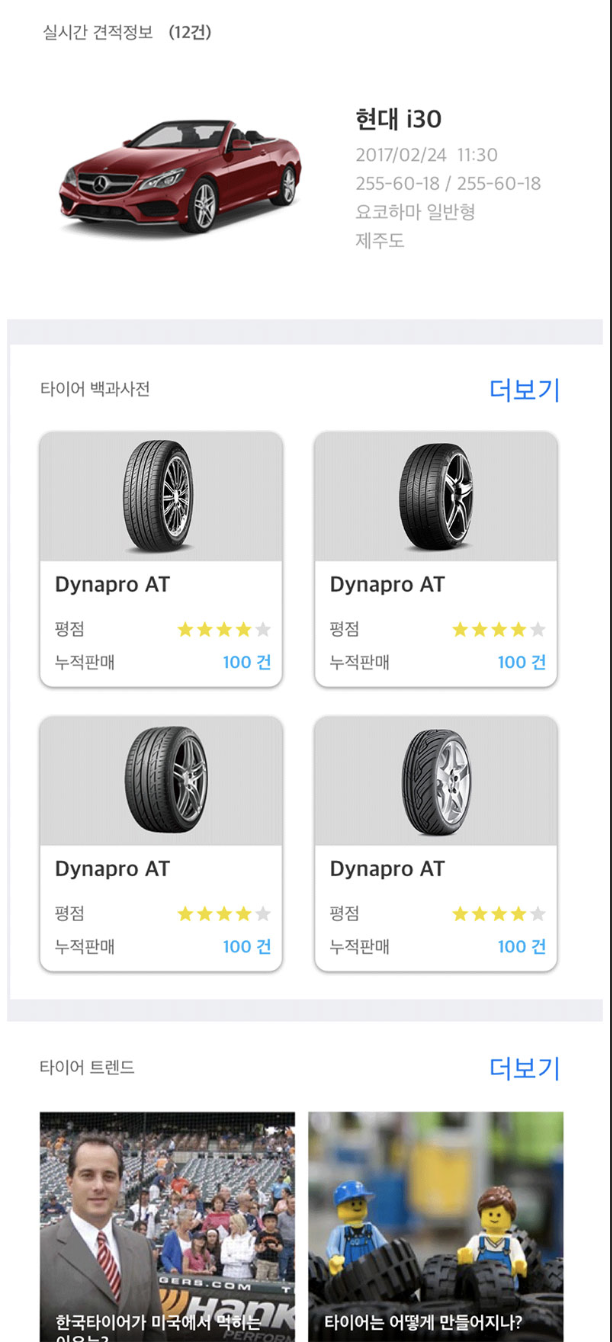 실시간 견적정보 (12건)
현대 i30
2017/02/24 11:30
255-60-18 / 255-60-18
요코하마 일반형
제주도
타이어 백과사전 더보기
Dynapro AT
평점
누적판매 100 건
Dynapro AT
평점
누적판매 100 건
Dynapro AT
평점
누적판매 100 건
Dynapro AT
평점
누적판매 100 건
타이어 트렌드 더보기
GERS.COM
Hank
PERFORM
한국타이어가 미국에서 먹히는
이유는?
타이어는 어떻게 만들어지나?